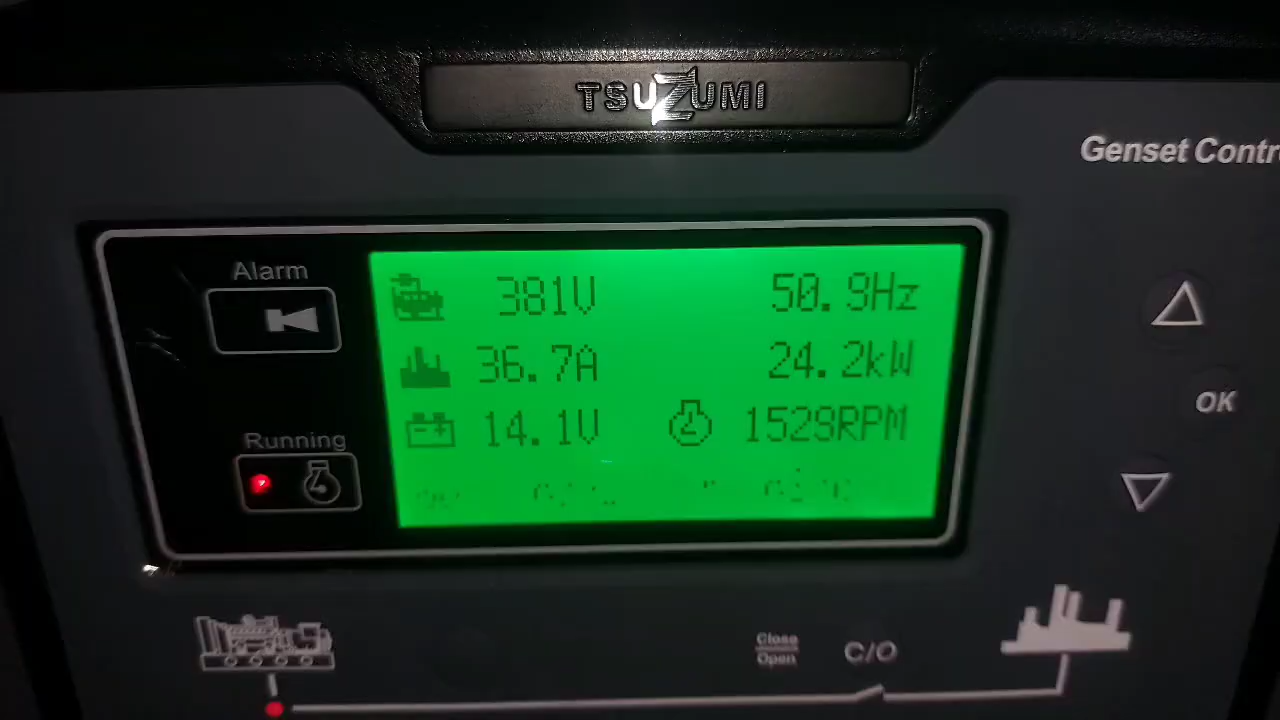 TSUZUMI
Genset Contr
Alarm
381V 50.9Hz
36.7A 24.2kW
14.1V 1529RPM
Running
OK
Close
Open
C/O